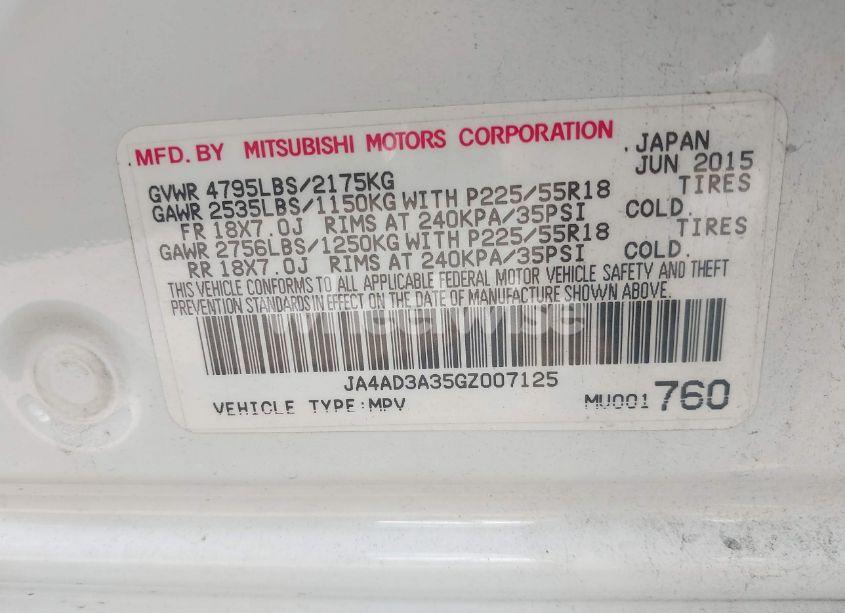 MFD. BY MITSUBISHI MOTORS CORPORATION . JAPAN
GVWR 4795LBS/2175KG JUN 2015
GAWR 2535LBS/1150KG WITH P225/55R18 TIRES
FR 18X7.0J RIMS AT 240KPA/35PSI COLD.
GAWR 2756LBS/1250KG WITH P225/55R18 TIRES
RR 18X7.0J RIMS AT 240KPA/35PSI COLD.
THIS VEHICLE CONFORMS TO ALL APPLICABLE FEDERAL MOTOR VEHICLE SAFETY AND THEFT
PREVENTION STANDARDS IN EFFECT ON THE DATE OF MANUFACTURE SHOWN ABOVE.
wheelwise
JA4AD3A35GZ007125
VEHICLE TYPE:MPV MU001 760